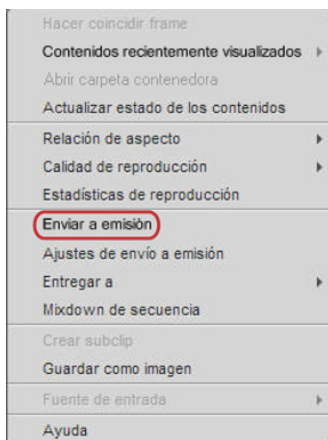 Hacer coincidir frame
Contenidos recientemente visualizados
Abrir carpeta contenedora
Actualizar estado de los contenidos
Relación de aspecto
Calidad de reproducción
Estadísticas de reproducción
Enviar a emisión
Ajustes de envío a emisión
Entregar a
Mixdown de secuencia
Crear subclip
Guardar como imagen
Fuente de entrada
Ayuda